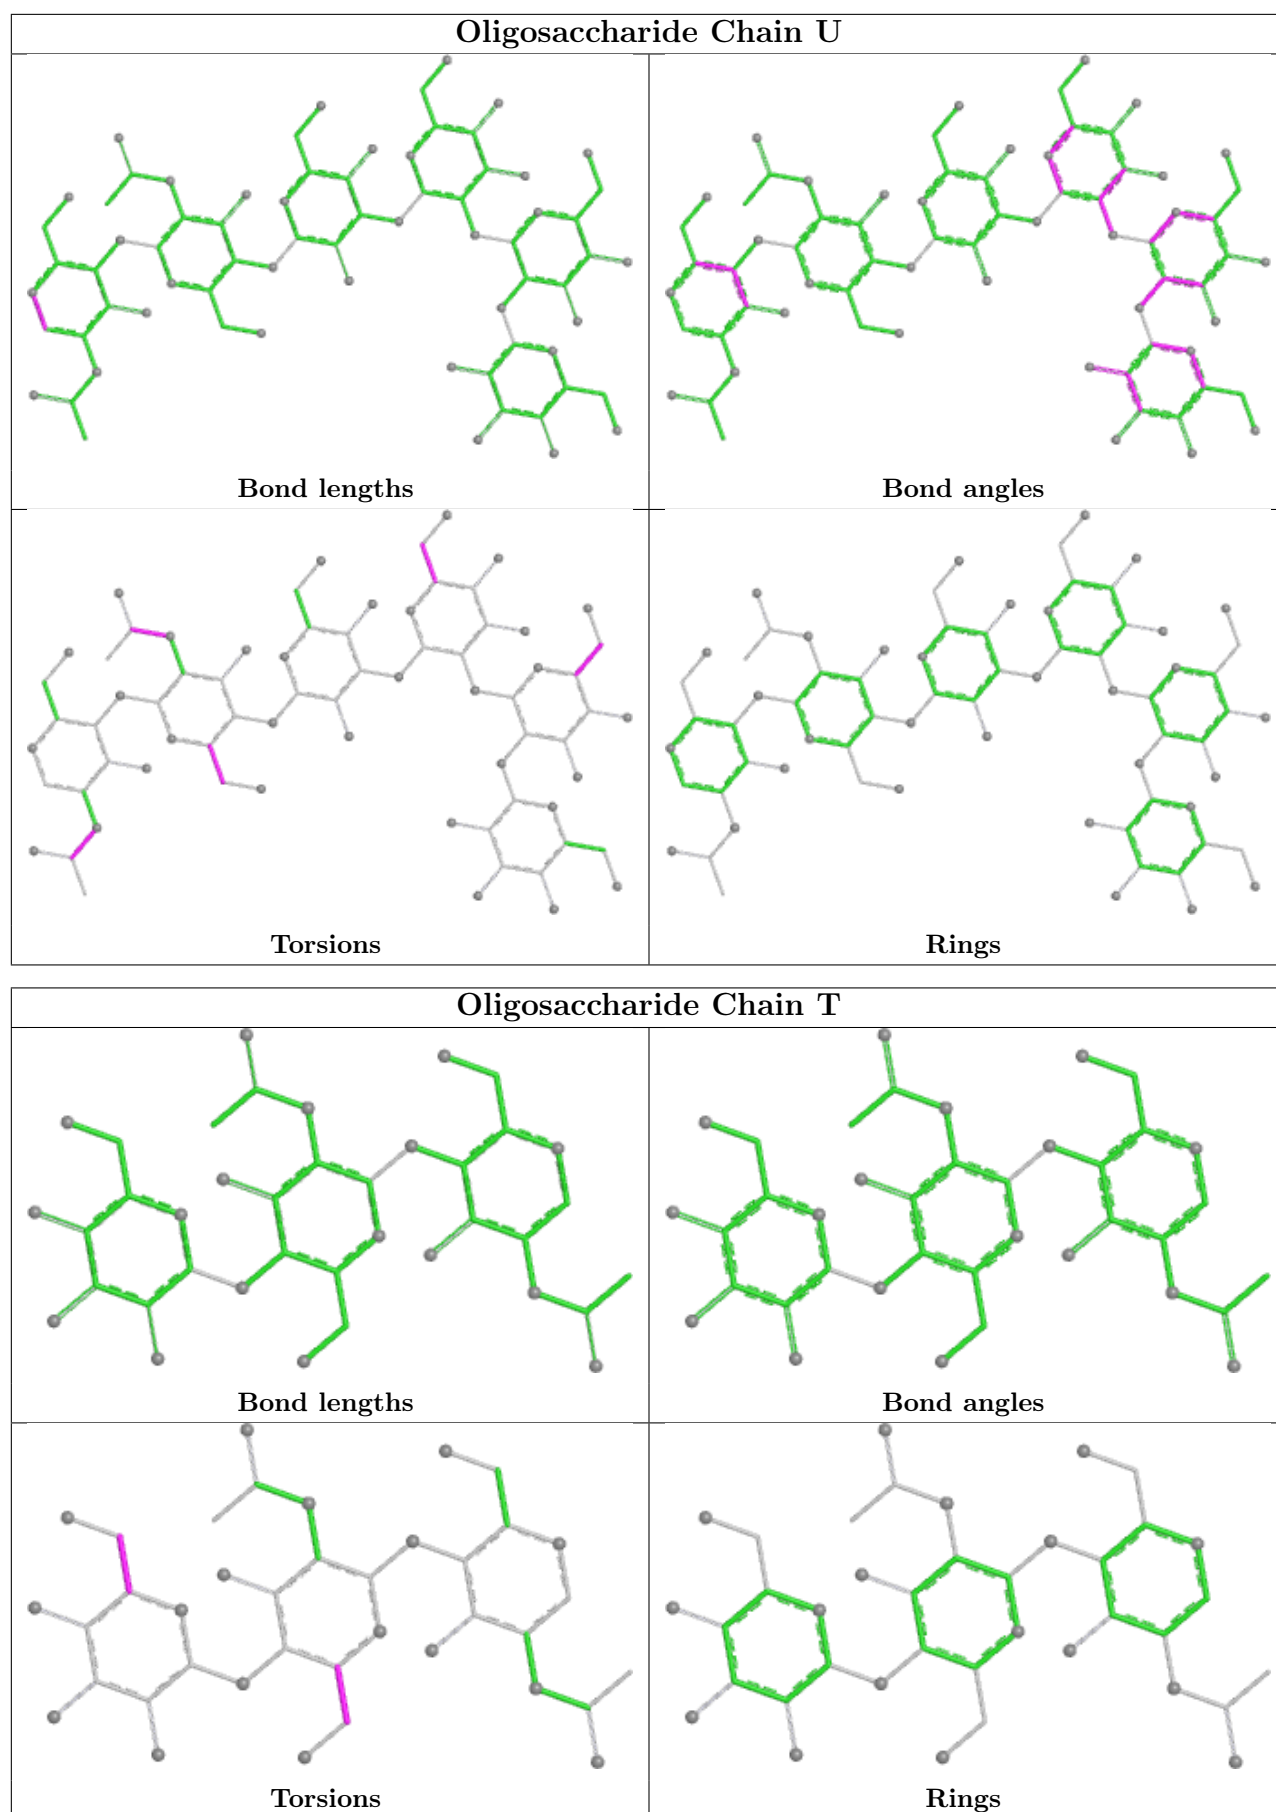 Oligosaccharide Chain U
Bond lengths
Bond angles
Torsions
Rings
Oligosaccharide Chain T
Bond lengths
Bond angles
Torsions
Rings